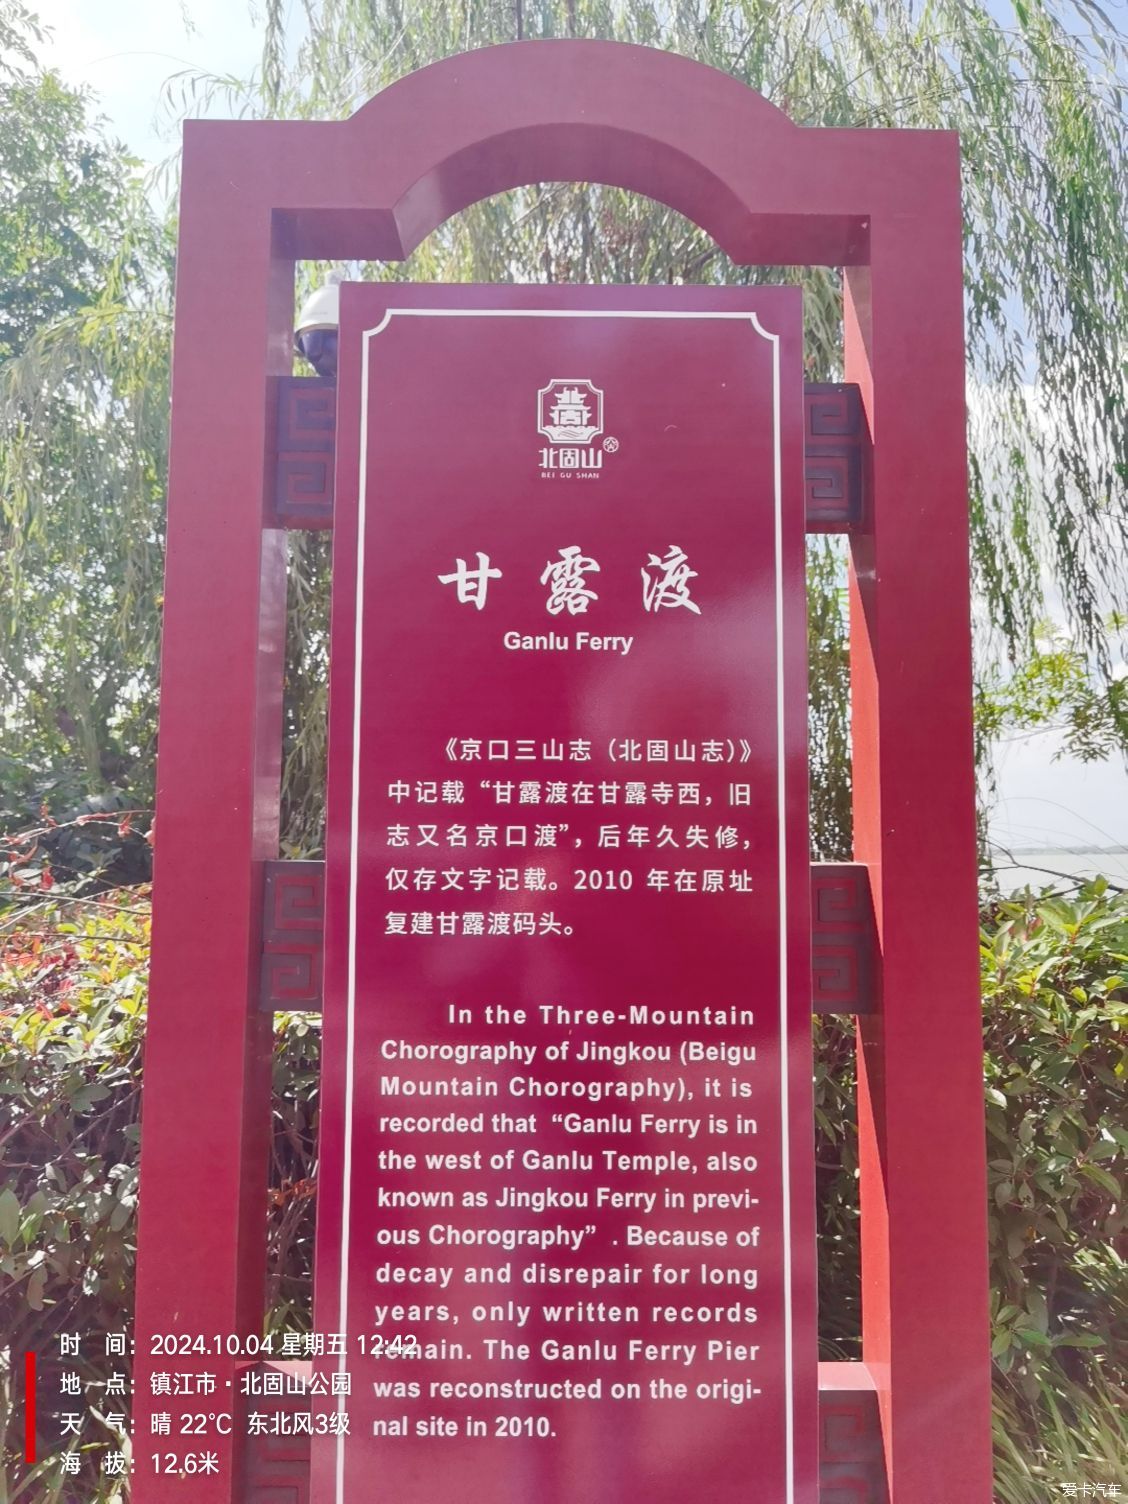 北固
北固山
BEI GU SHAN
甘露渡
Ganlu Ferry
《京口三山志（北固山志)》
中记载“甘露渡在甘露寺西，旧
志又名京口渡”，后年久失修，
仅存文字记载。2010 年在原址
复建甘露渡码头。
In the Three-Mountain
Chorography of Jingkou (Beigu
Mountain Chorography), it is
recorded that “Ganlu Ferry is in
the west of Ganlu Temple, also
known as Jingkou Ferry in previ-
ous Chorography” . Because of
decay and disrepair for long
years, only written records
remain. The Ganlu Ferry Pier
was reconstructed on the origi-
nal site in 2010.
时 间：2024.10.04 星期五 12:42
地 点：镇江市·北固山公园
天 气：晴 22℃ 东北风3级
海 拔：12.6米
爱卡汽车